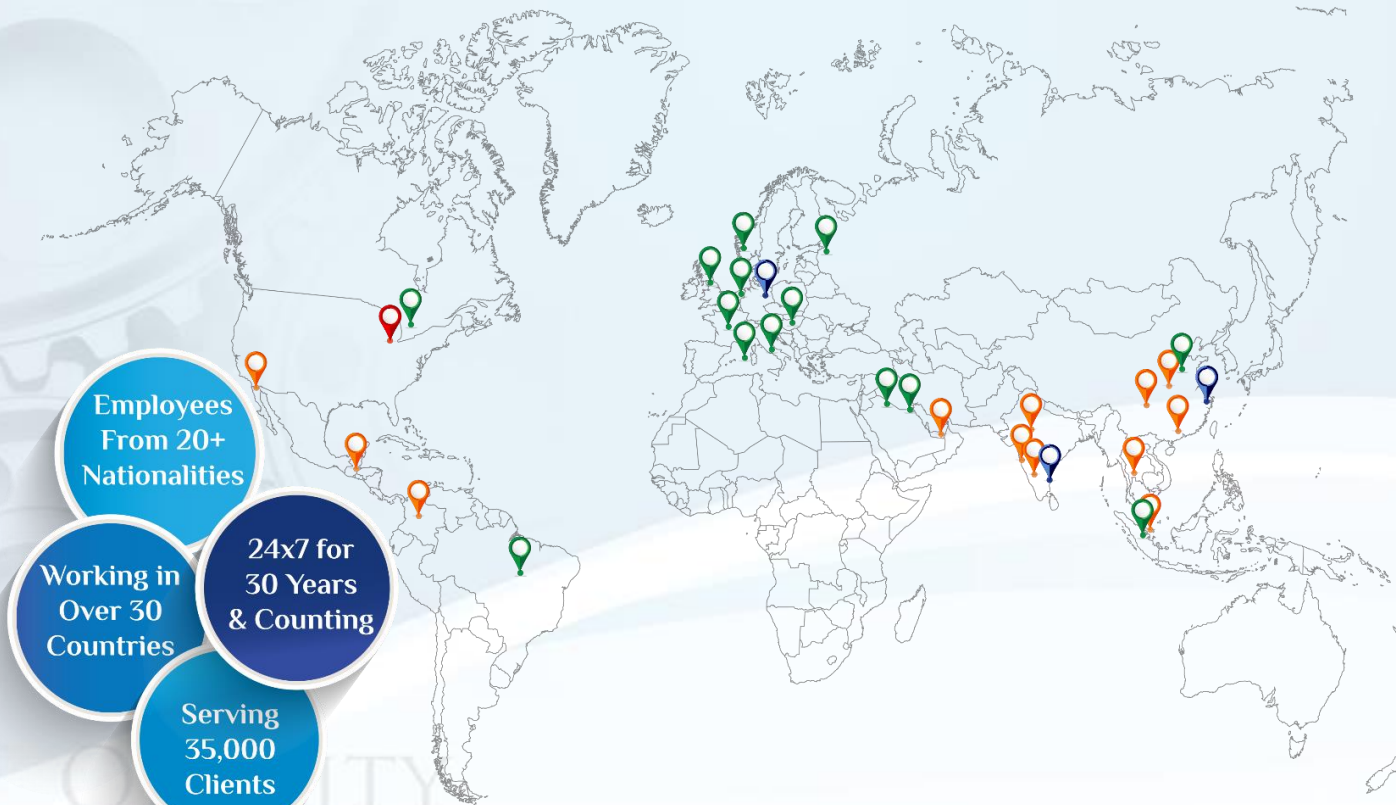 Employees
From 20+
Nationalities
24x7 for
30 Years
& Counting
Working in
Over 30
Countries
Serving
35,000
Clients